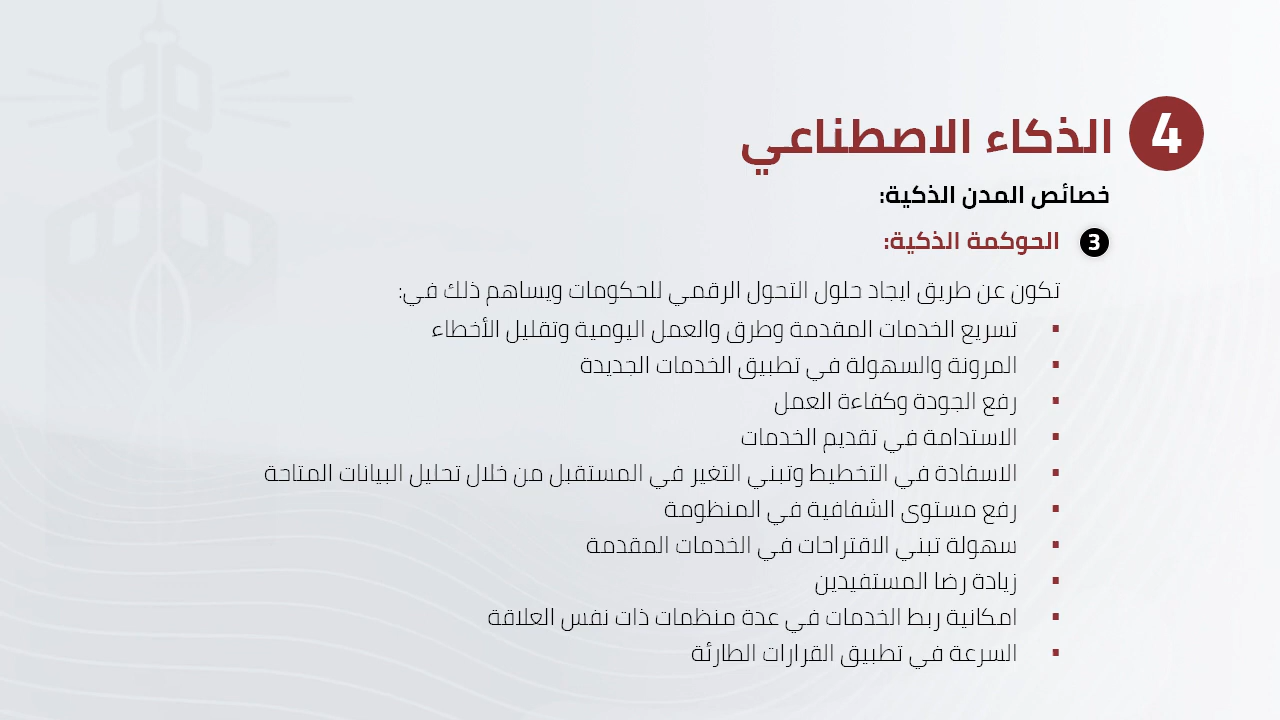 4 الذكاء الاصطناعي
خصائص المدن الذكية:
3 الحوكمة الذكية:
تكون عن طريق ايجاد حلول التحول الرقمي للحكومات ويساهم ذلك في:
▪ تسريع الخدمات المقدمة وطرق والعمل اليومية وتقليل الأخطاء
▪ المرونة والسهولة في تطبيق الخدمات الجديدة
▪ رفع الجودة وكفاءة العمل
▪ الاستدامة في تقديم الخدمات
▪ الاسفادة في التخطيط وتبني التغير في المستقبل من خلال تحليل البيانات المتاحة
▪ رفع مستوى الشفافية في المنظومة
▪ سهولة تبني الاقتراحات في الخدمات المقدمة
▪ زيادة رضا المستفيدين
▪ امكانية ربط الخدمات في عدة منظمات ذات نفس العلاقة
▪ السرعة في تطبيق القرارات الطارئة